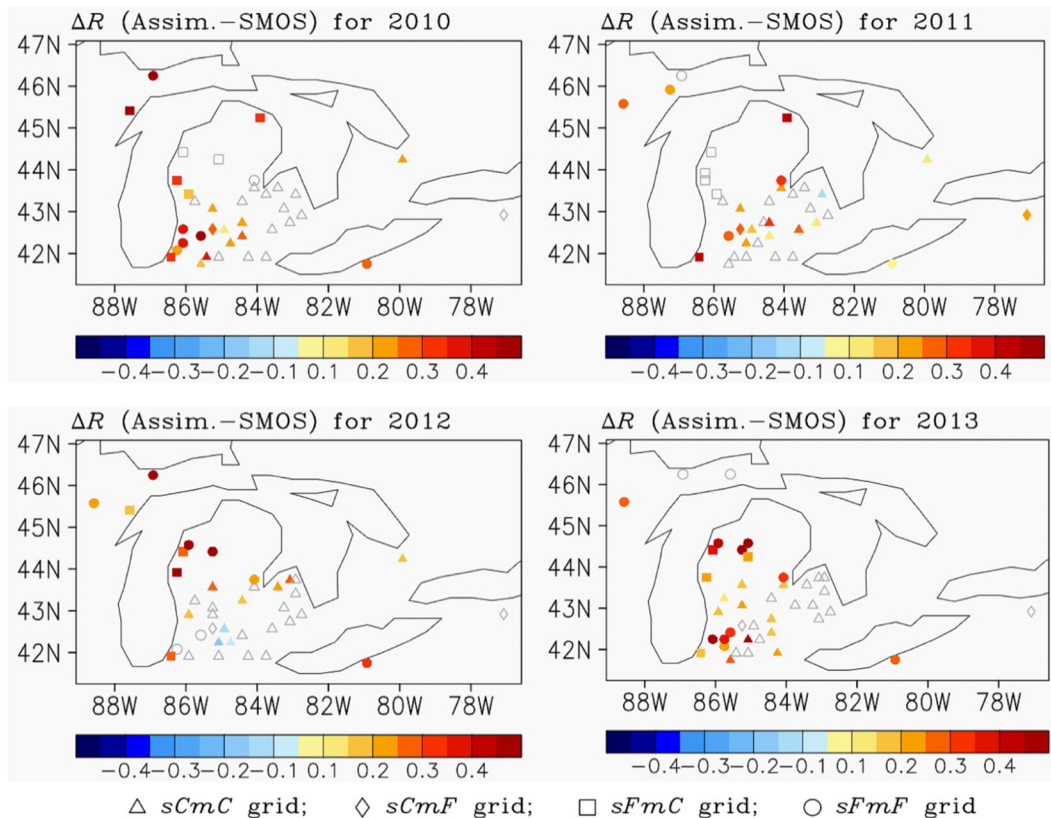 ΔR (Assim.−SMOS) for 2010
ΔR (Assim.−SMOS) for 2011
47N
46N
45N
44N
43N
42N
88W 86W 84W 82W 80W 78W
−0.4 −0.3 −0.2 −0.1 0.1 0.2 0.3 0.4
47N
46N
45N
44N
43N
42N
88W 86W 84W 82W 80W 78W
−0.4 −0.3 −0.2 −0.1 0.1 0.2 0.3 0.4
ΔR (Assim.−SMOS) for 2012
ΔR (Assim.−SMOS) for 2013
47N
46N
45N
44N
43N
42N
88W 86W 84W 82W 80W 78W
−0.4 −0.3 −0.2 −0.1 0.1 0.2 0.3 0.4
47N
46N
45N
44N
43N
42N
88W 86W 84W 82W 80W 78W
−0.4 −0.3 −0.2 −0.1 0.1 0.2 0.3 0.4
△ sCmC grid; ◇ sCmF grid; □ sFmC grid; ○ sFmF grid